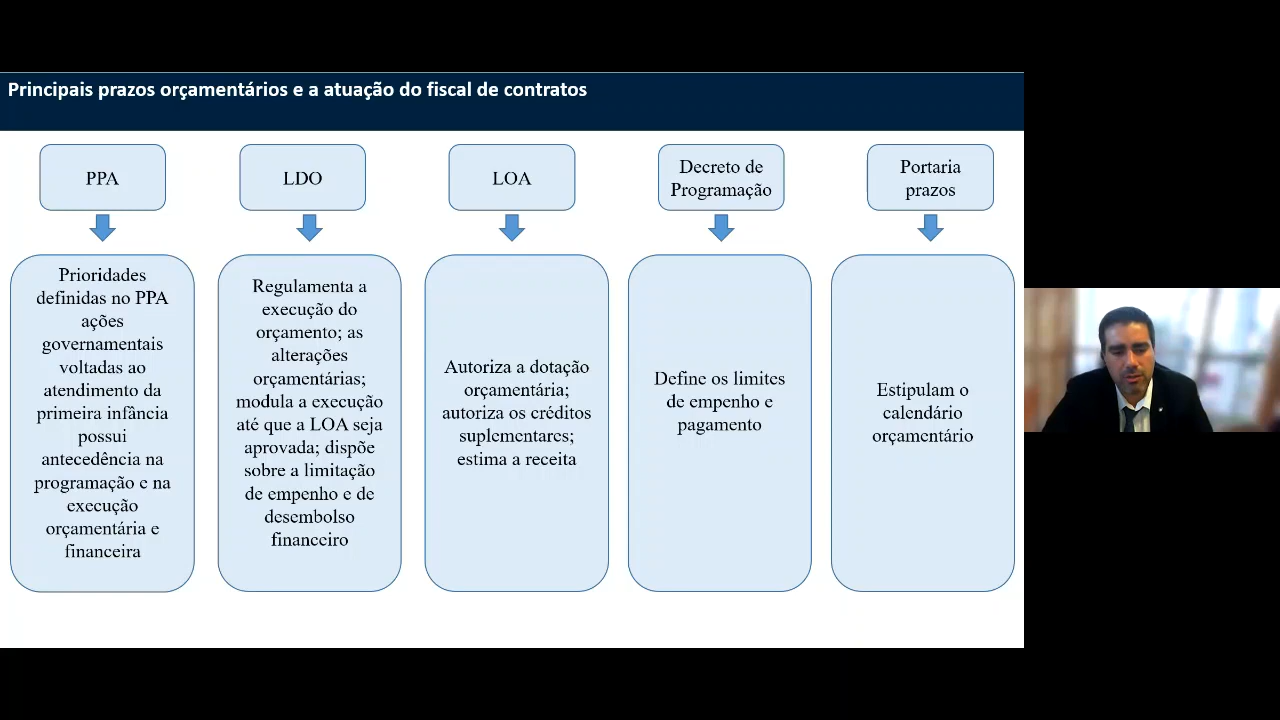 Principais prazos orçamentários e a atuação do fiscal de contratos
PPA
Prioridades
definidas no PPA
ações
governamentais
voltadas ao
atendimento da
primeira infância
possui
antecedência na
programação e na
execução
orçamentária e
financeira
LDO
Regulamenta a
execução do
orçamento; as
alterações
orçamentárias;
modula a execução
até que a LOA seja
aprovada; dispõe
sobre a limitação
de empenho e de
desembolso
financeiro
LOA
Autoriza a dotação
orçamentária;
autoriza os créditos
suplementares;
estima a receita
Decreto de
Programação
Define os limites
de empenho e
pagamento
Portaria
prazos
Estipulam o
calendário
orçamentário